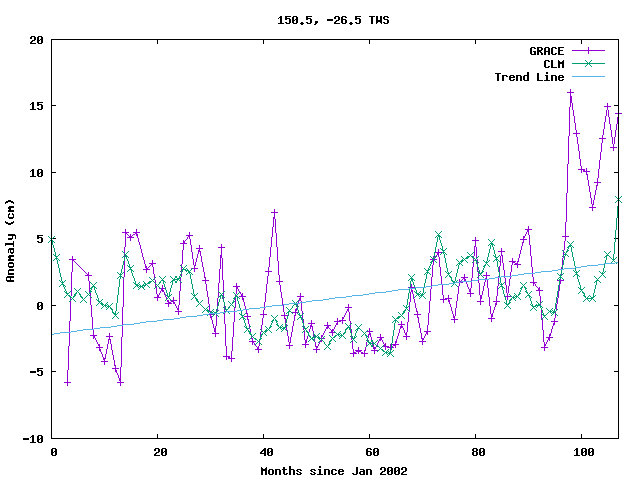 150.5, -26.5 TWS
GRACE
CLM
Trend Line
20
15
10
5
0
-5
-10
Anomaly (cm)
0 20 40 60 80 100
Months since Jan 2002